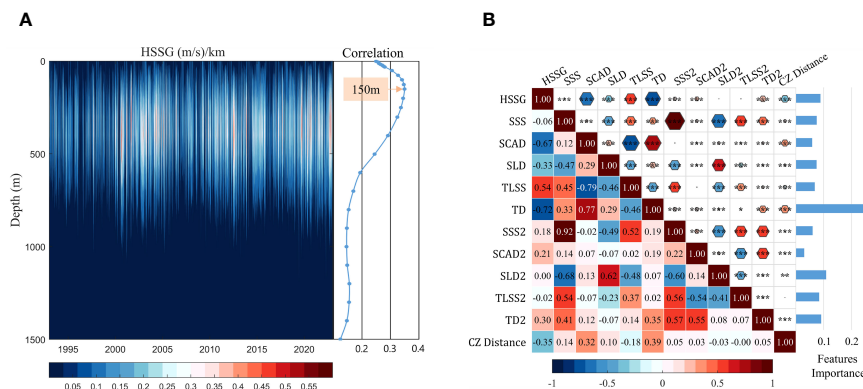 A
HSSG (m/s)/km
Correlation
0
500
1000
1500
Depth (m)
150m
1995 2000 2005 2010 2015 2020
0.2 0.3 0.4
0.05 0.1 0.15 0.2 0.25 0.3 0.35 0.4 0.45 0.5 0.55
B
HSSG SSS SCAD SLD TLSS TD SSS2 SCAD2 SLD2 TLSS2 TD2 CZ Distance
HSSG 1.00 *** *** *** *** *** *** *** · · *** ***
SSS -0.06 1.00 *** *** *** *** *** *** *** *** *** ***
SCAD -0.67 0.12 1.00 *** *** *** · *** *** *** *** ***
SLD -0.33 -0.47 0.29 1.00 *** *** *** *** *** *** *** ***
TLSS 0.54 0.45 -0.79 -0.46 1.00 *** *** * *** *** *** ***
TD -0.72 0.33 0.77 0.29 -0.46 1.00 *** *** *** * *** ***
SSS2 0.18 0.92 -0.02 -0.49 0.52 0.19 1.00 *** *** *** *** ***
SCAD2 0.21 0.14 0.07 -0.07 0.02 0.19 0.22 1.00 *** *** *** ***
SLD2 0.00 -0.68 0.13 0.62 -0.48 0.07 -0.60 0.14 1.00 *** *** **
TLSS2 -0.02 0.54 -0.07 -0.23 0.37 0.02 0.56 -0.54 -0.41 1.00 *** ·
TD2 0.30 0.41 0.12 -0.07 0.14 0.35 0.57 0.55 0.08 0.07 1.00 ***
CZ Distance -0.35 0.14 0.32 0.10 -0.18 0.39 0.05 0.03 -0.03 -0.00 0.05 1.00
-1 -0.5 0 0.5 1
0.1 0.2
Features
Importance